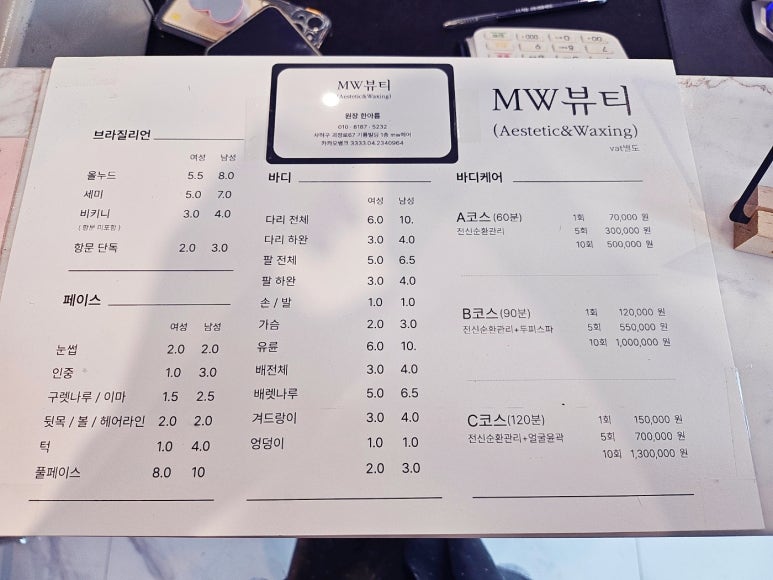 MW뷰티
(Aestetic&Waxing)
원장 한아름
010 · 6187 · 5232
카카오뱅크 3333.04.2340964
MW뷰티
(Aestetic&Waxing)
vat별도
브라질리언
여성 남성
올누드 5.5 8.0
세미 5.0 7.0
비키니 3.0 4.0
(항문 미포함)
항문 단독 2.0 3.0
페이스
여성 남성
눈썹 2.0 2.0
인중 1.0 3.0
구렛나루 / 이마 1.5 2.5
뒷목 / 볼 / 헤어라인 2.0 2.0
턱 1.0 4.0
풀페이스 8.0 10
바디
여성 남성
다리 전체 6.0 10.
다리 하완 3.0 4.0
팔 전체 5.0 6.5
팔 하완 3.0 4.0
손 / 발 1.0 1.0
가슴 2.0 3.0
유륜 6.0 10.
배전체 3.0 4.0
배렛나루 5.0 6.5
겨드랑이 3.0 4.0
엉덩이 1.0 1.0
2.0 3.0
바디케어
A코스 (60분) 1회 70,000 원
전신순환관리 5회 300,000 원
10회 500,000 원
B코스 (90분) 1회 120,000 원
전신순환관리+두피스파 5회 550,000 원
10회 1,000,000 원
C코스(120분) 1회 150,000 원
전신순환관리+얼굴윤곽 5회 700,000 원
10회 1,300,000 원